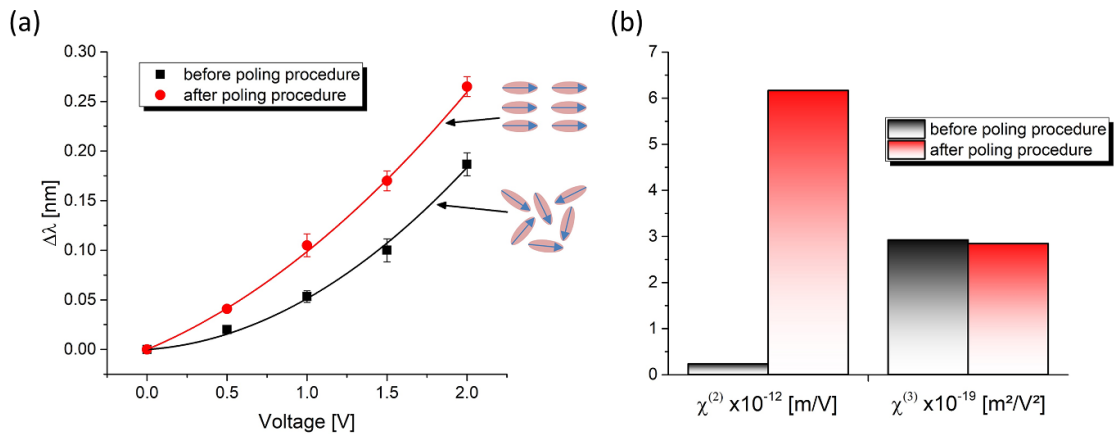 (a)
0.30
0.25
0.20
0.15
0.10
0.05
0.00
Δλ [nm]
before poling procedure
after poling procedure
0.0 0.5 1.0 1.5 2.0
Voltage [V]
(b)
7
6
5
4
3
2
1
0
before poling procedure
after poling procedure
χ⁽²⁾ x10⁻¹² [m/V] χ⁽³⁾ x10⁻¹⁹ [m²/V²]